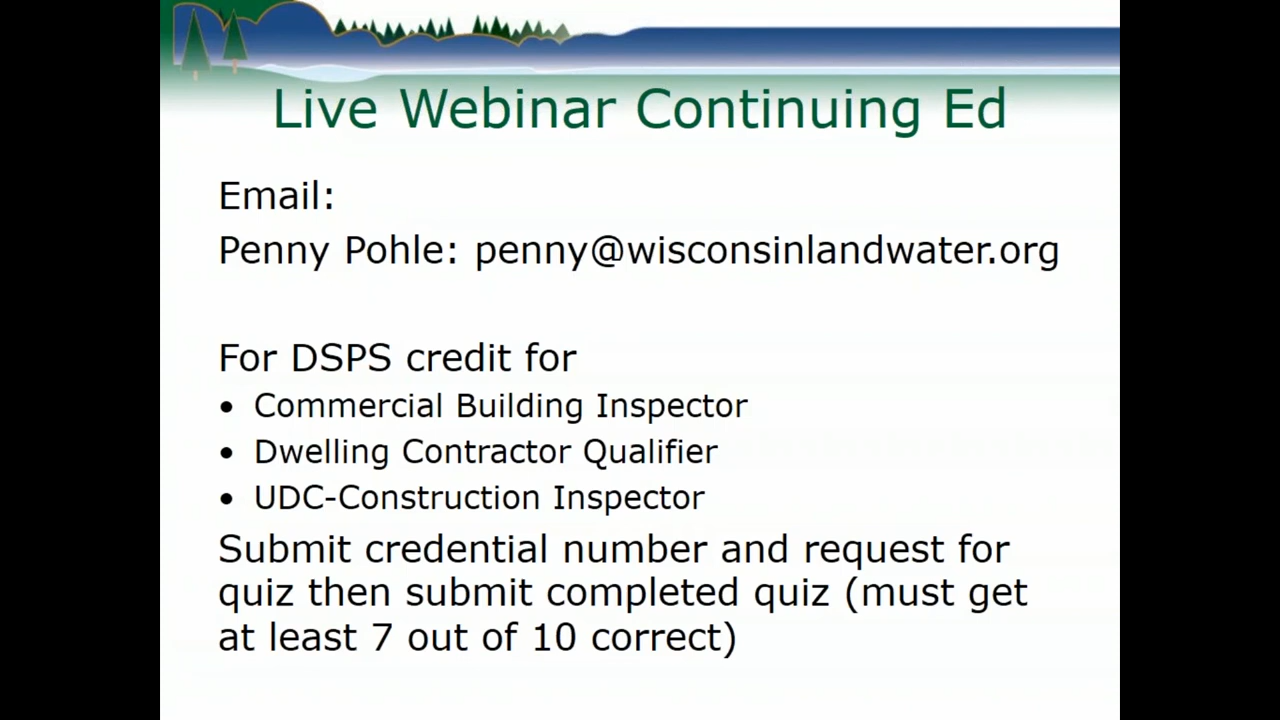 Live Webinar Continuing Ed
Email:
Penny Pohle: penny@wisconsinlandwater.org
For DSPS credit for
• Commercial Building Inspector
• Dwelling Contractor Qualifier
• UDC-Construction Inspector
Submit credential number and request for
quiz then submit completed quiz (must get
at least 7 out of 10 correct)